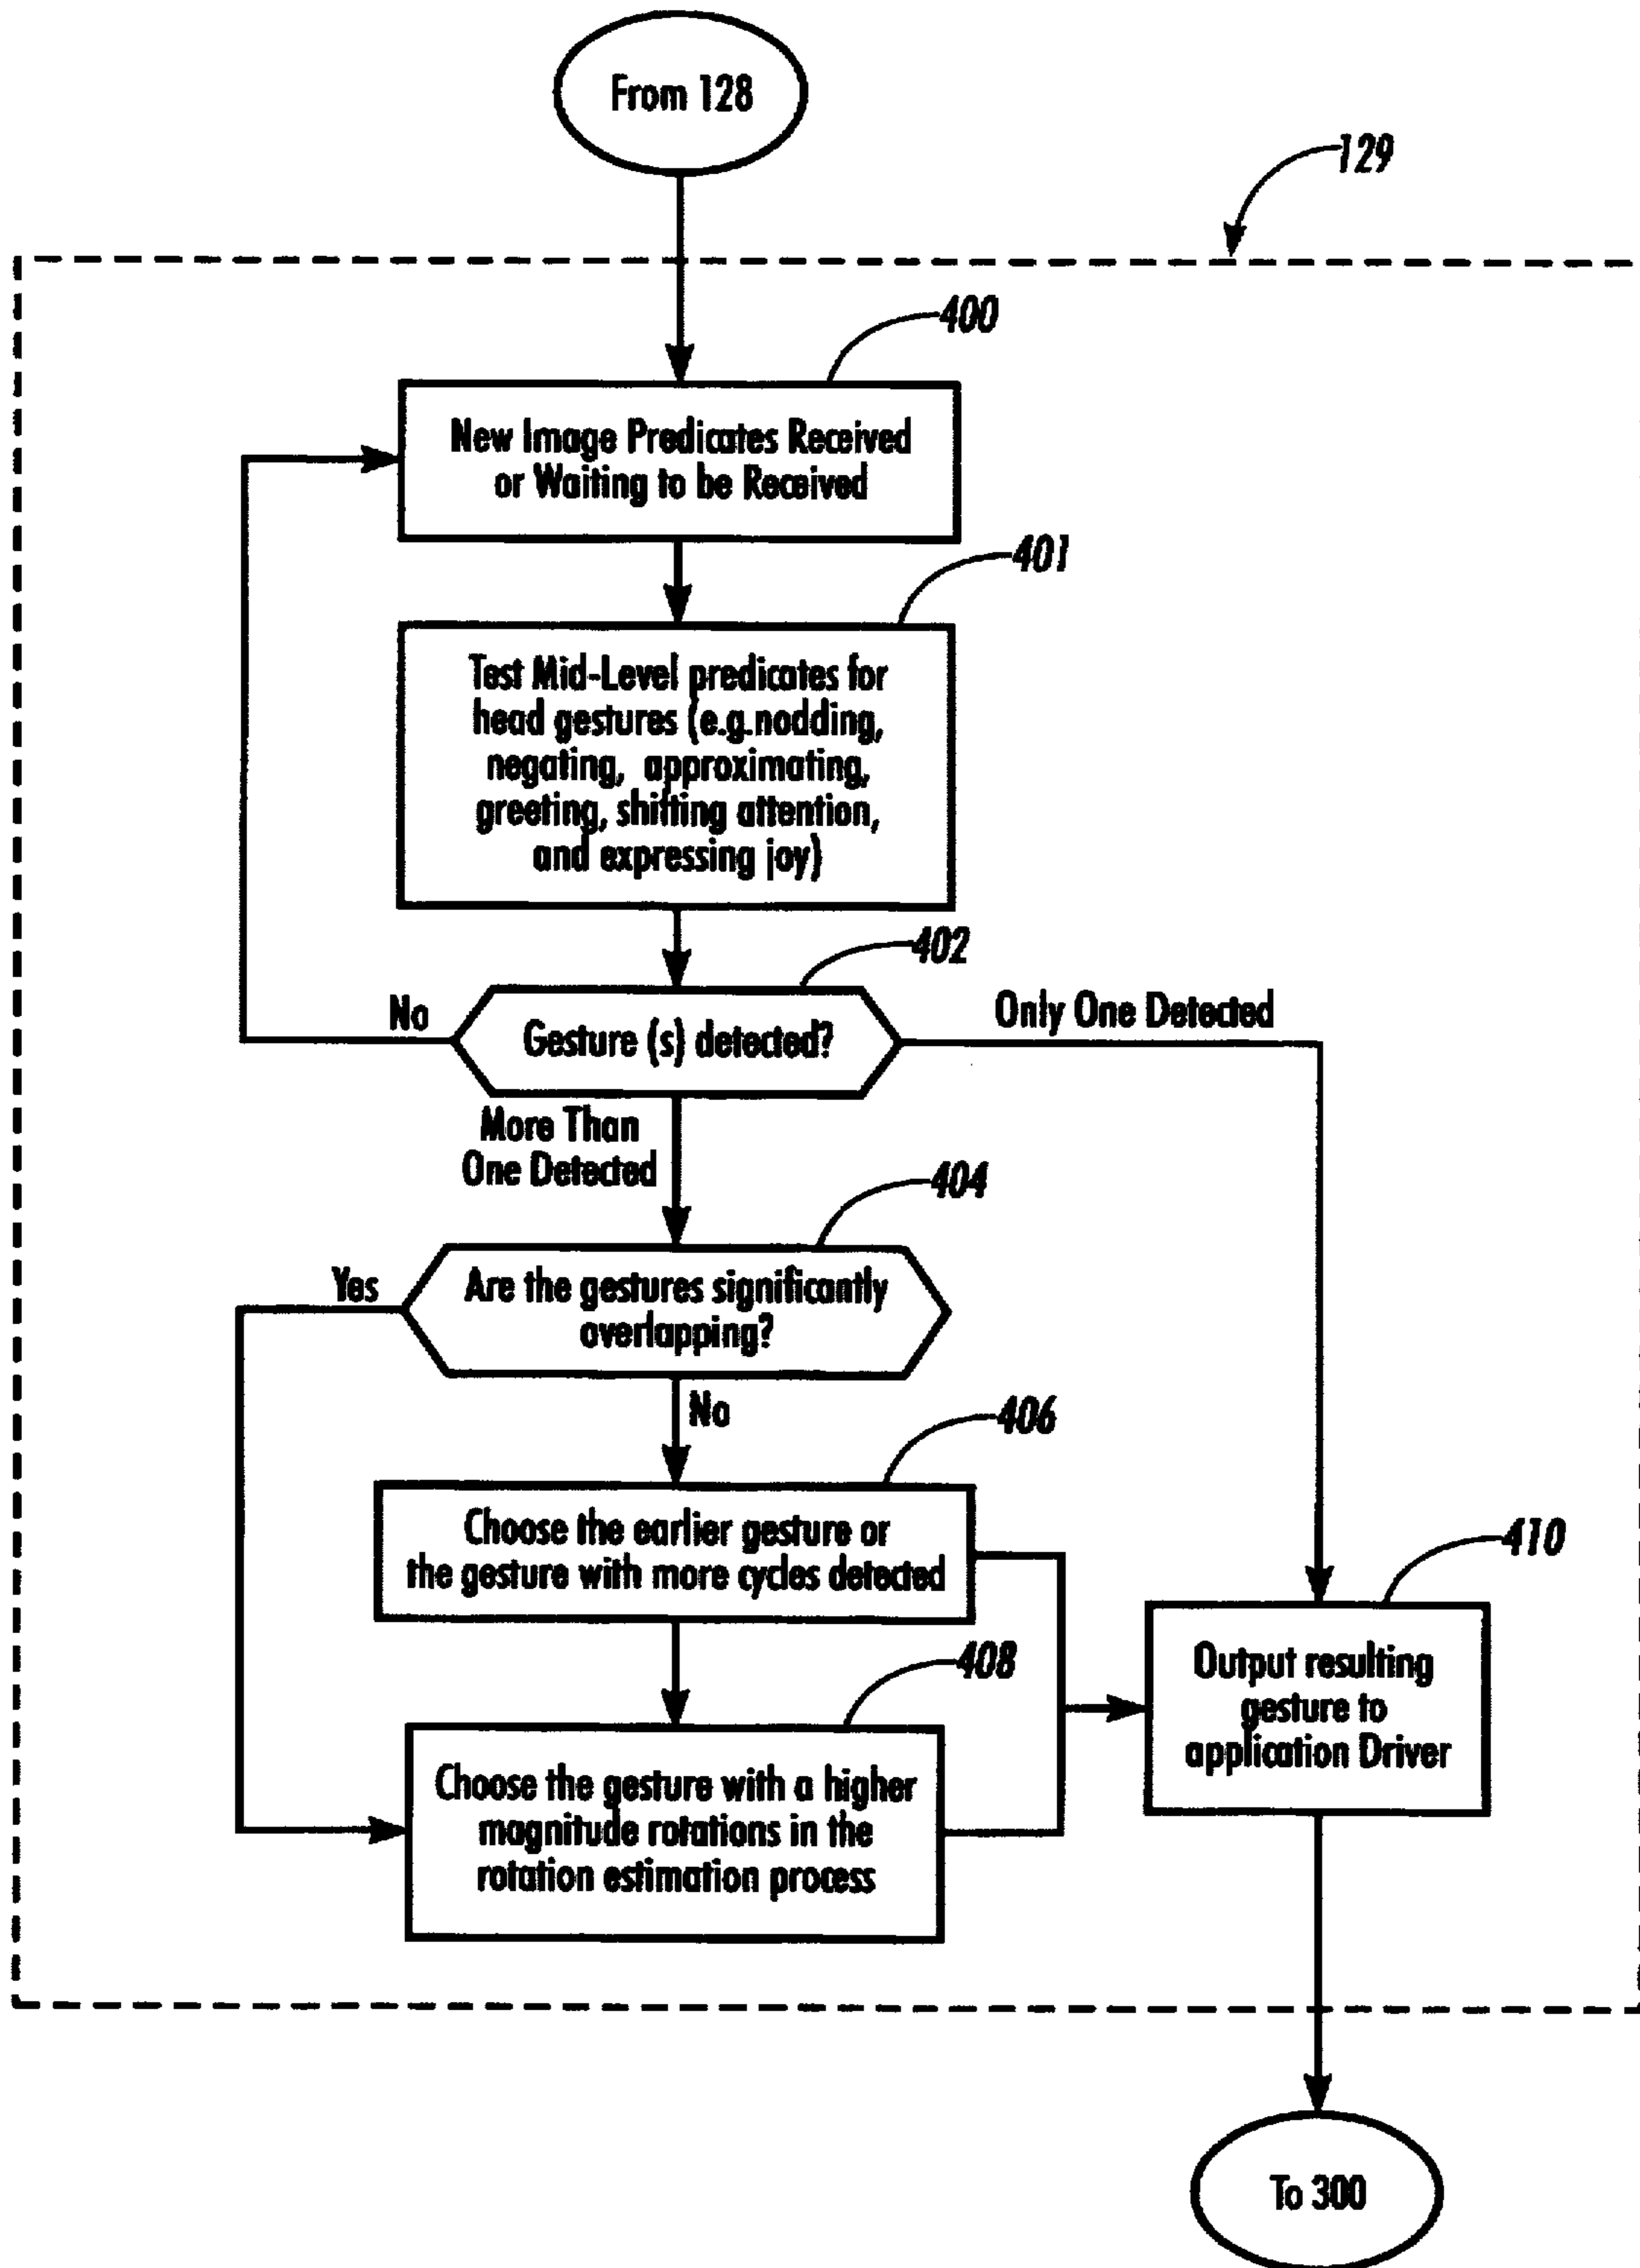 From 128
129
400
New Image Predicates Received
or Waiting to be Received
401
Test Mid-Level predicates for
head gestures (e.g.nodding,
negating, approximating,
greeting, shifting attention,
and expressing joy)
402
No
Gesture (s) detected?
Only One Detected
More Than
One Detected
404
Yes
Are the gestures significantly
overlapping?
No
406
Choose the earlier gesture or
the gesture with more cycles detected
410
408
Output resulting
gesture to
application Driver
Choose the gesture with a higher
magnitude rotations in the
rotation estimation process
To 300